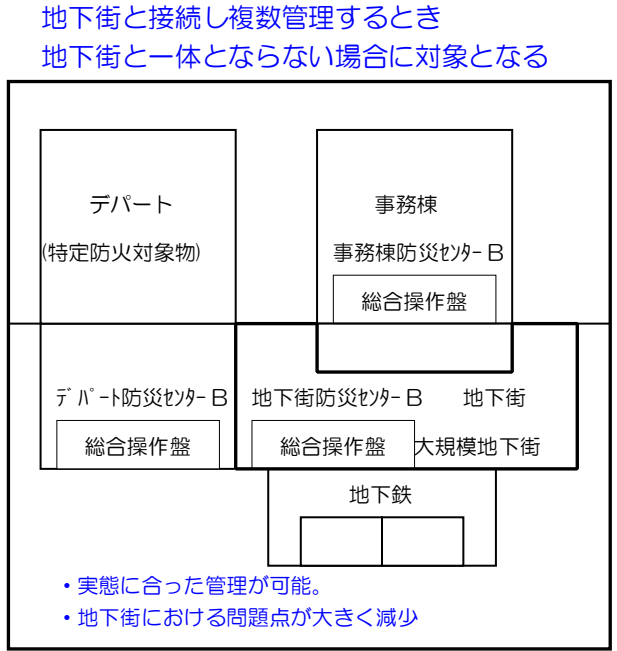 地下街と接続し複数管理するとき
地下街と一体とならない場合に対象となる
デパート
事務棟
(特定防火対象物)
事務棟防災ｾﾝﾀｰB
総合操作盤
ﾃﾞﾊﾟｰﾄ防災ｾﾝﾀｰB
地下街防災ｾﾝﾀｰB
地下街
総合操作盤
総合操作盤
大規模地下街
地下鉄
・実態に合った管理が可能。
・地下街における問題点が大きく減少